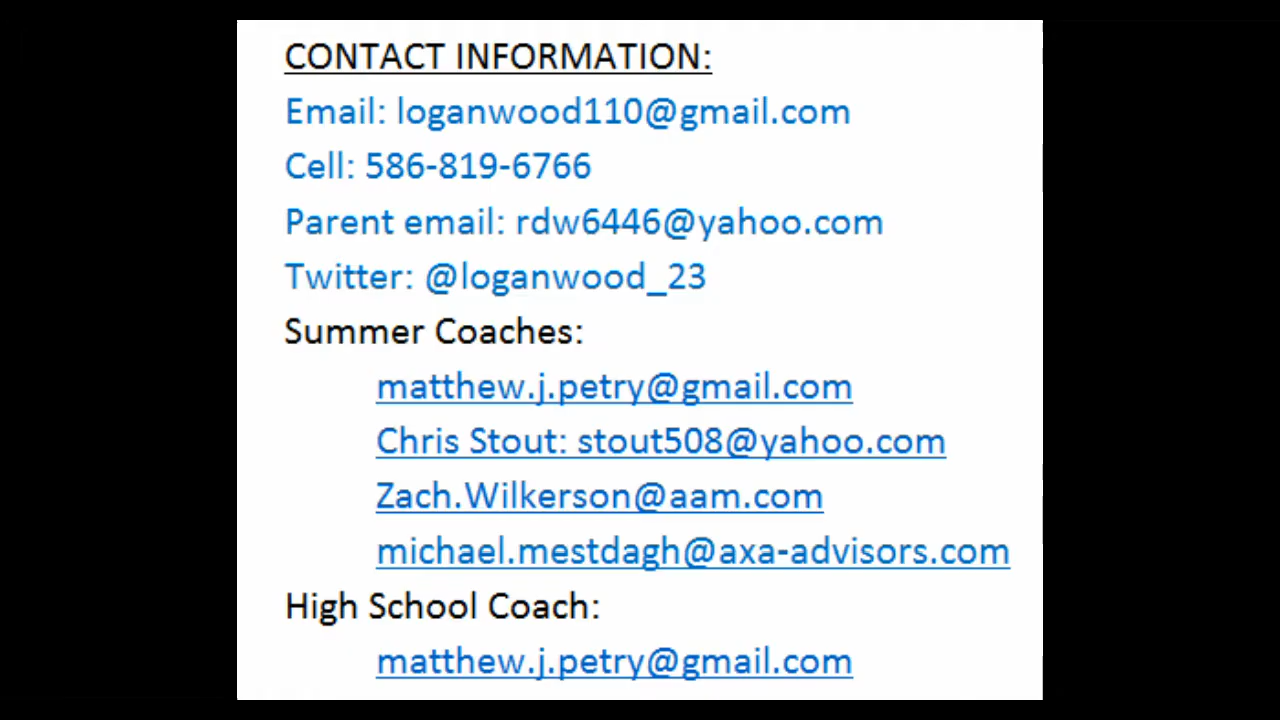 CONTACT INFORMATION:
Email: loganwood110@gmail.com
Cell: 586-819-6766
Parent email: rdw6446@yahoo.com
Twitter: @loganwood_23
Summer Coaches:
matthew.j.petry@gmail.com
Chris Stout: stout508@yahoo.com
Zach.Wilkerson@aam.com
michael.mestdagh@axa-advisors.com
High School Coach:
matthew.j.petry@gmail.com